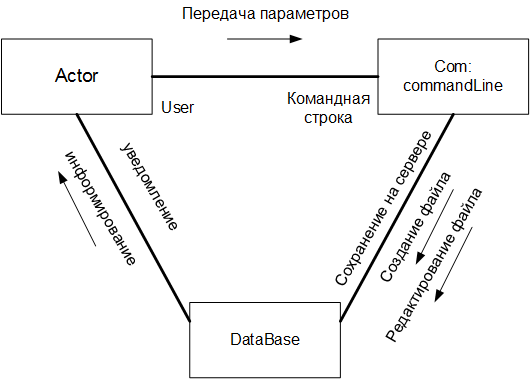 Передача параметров
Actor
Com:
commandLine
User
Командная
строка
уведомление
информирование
Сохранение на сервере
Создание файла
Редактирование файла
DataBase